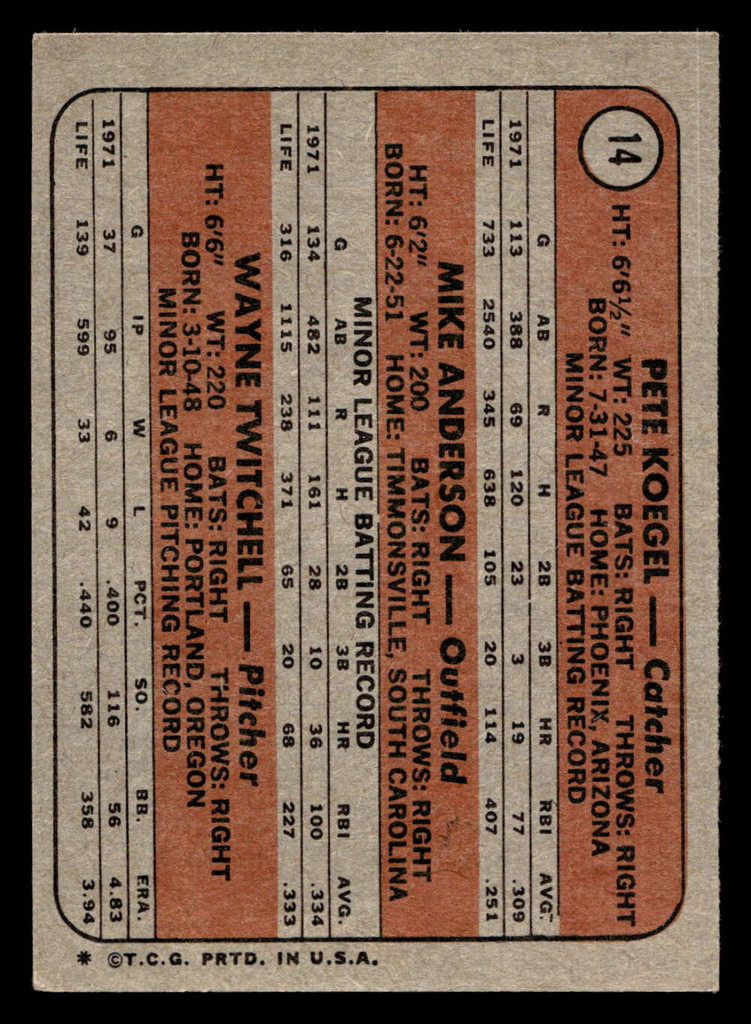 14
PETE KOEGEL — Catcher
HT: 6'6½" WT: 225 BATS: RIGHT THROWS: RIGHT
BORN: 7-31-47 HOME: PHOENIX, ARIZONA
MINOR LEAGUE BATTING RECORD
G AB R H 2B 3B HR RBI AVG.
1971 113 388 69 120 23 3 19 77 .309
LIFE 733 2540 345 638 105 20 114 407 .251
MIKE ANDERSON — Outfield
HT: 6'2" WT: 200 BATS: RIGHT THROWS: RIGHT
BORN: 6-22-51 HOME: TIMMONSVILLE, SOUTH CAROLINA
MINOR LEAGUE BATTING RECORD
G AB R H 2B 3B HR RBI AVG.
1971 134 482 111 161 28 10 36 100 .334
LIFE 316 1115 238 371 65 20 68 227 .333
WAYNE TWITCHELL — Pitcher
HT: 6'6" WT: 220 BATS: RIGHT THROWS: RIGHT
BORN: 3-10-48 HOME: PORTLAND, OREGON
MINOR LEAGUE PITCHING RECORD
G IP W L PCT. SO. BB. ERA.
1971 37 95 6 9 .400 116 56 4.83
LIFE 139 599 33 42 .440 582 358 3.94
* ©T.C.G. PRTD. IN U.S.A.